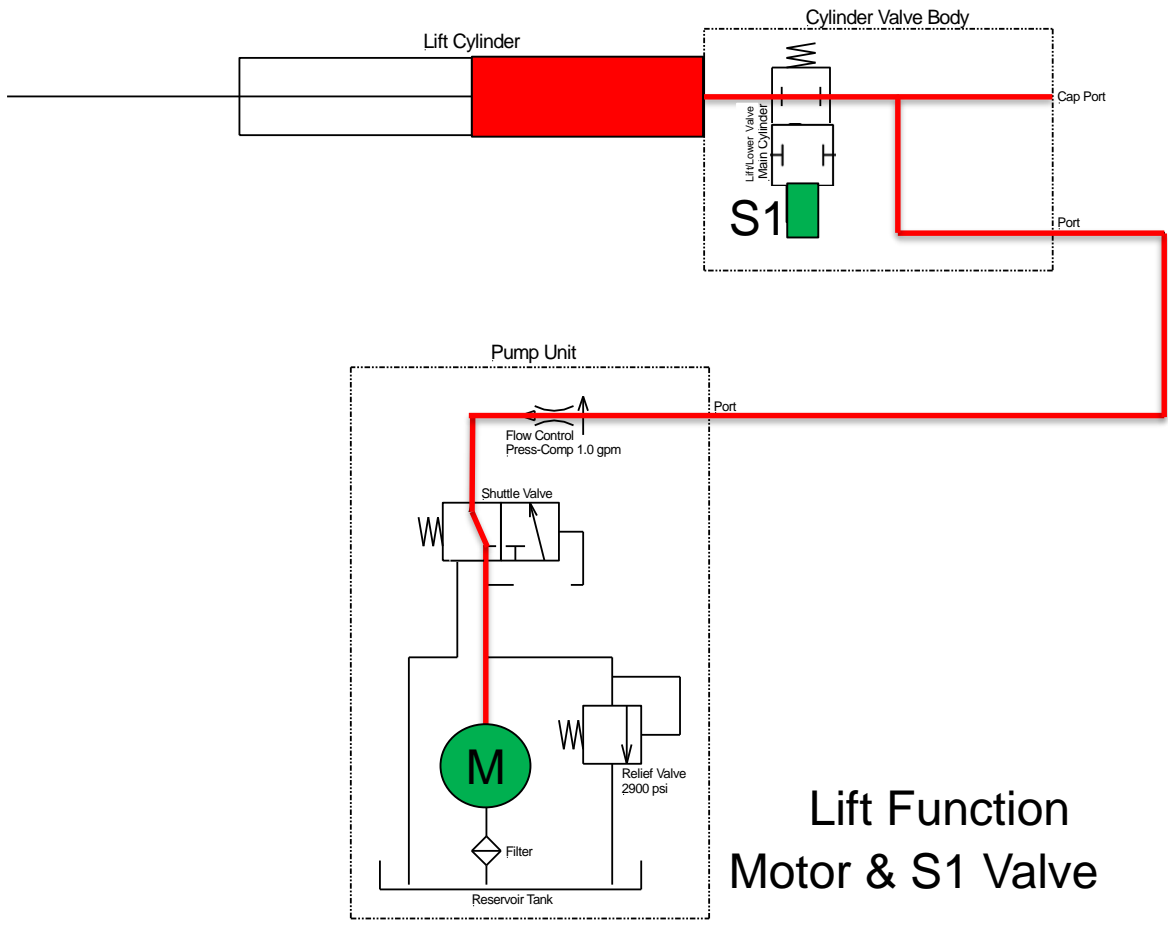 Cylinder Valve Body
Lift Cylinder
Cap Port
Lift/Lower Valve
Main Cylinder
S1
Port
Pump Unit
Port
Flow Control
Press-Comp 1.0 gpm
Shuttle Valve
M
Relief Valve
2900 psi
Filter
Reservoir Tank
Lift Function
Motor & S1 Valve